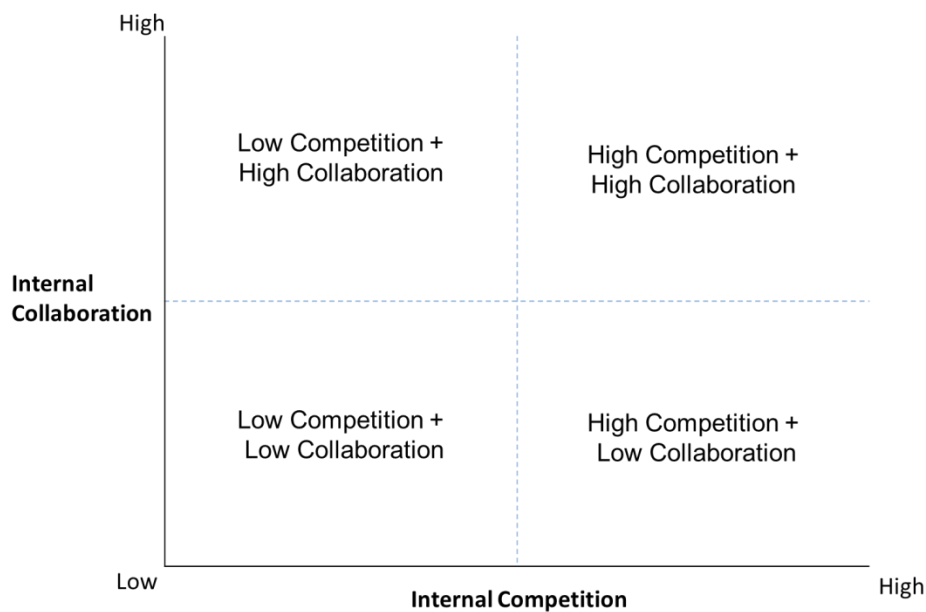 High
Low Competition +
High Collaboration
High Competition +
High Collaboration
Internal
Collaboration
Low Competition +
Low Collaboration
High Competition +
Low Collaboration
Low
High
Internal Competition